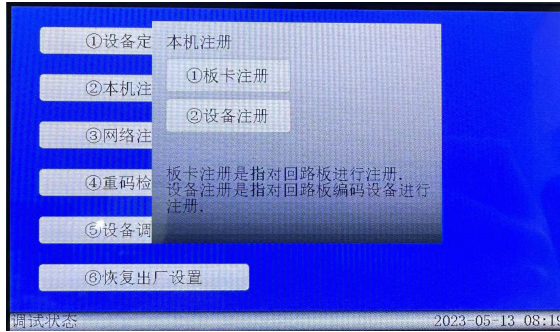 ①设备定
②本机注
③网络注
④重码检
⑤设备调
⑥恢复出厂设置
本机注册
①板卡注册
②设备注册
板卡注册是指对回路板进行注册.
设备注册是指对回路板编码设备进行
注册.
调试状态
2023-05-13 08:19